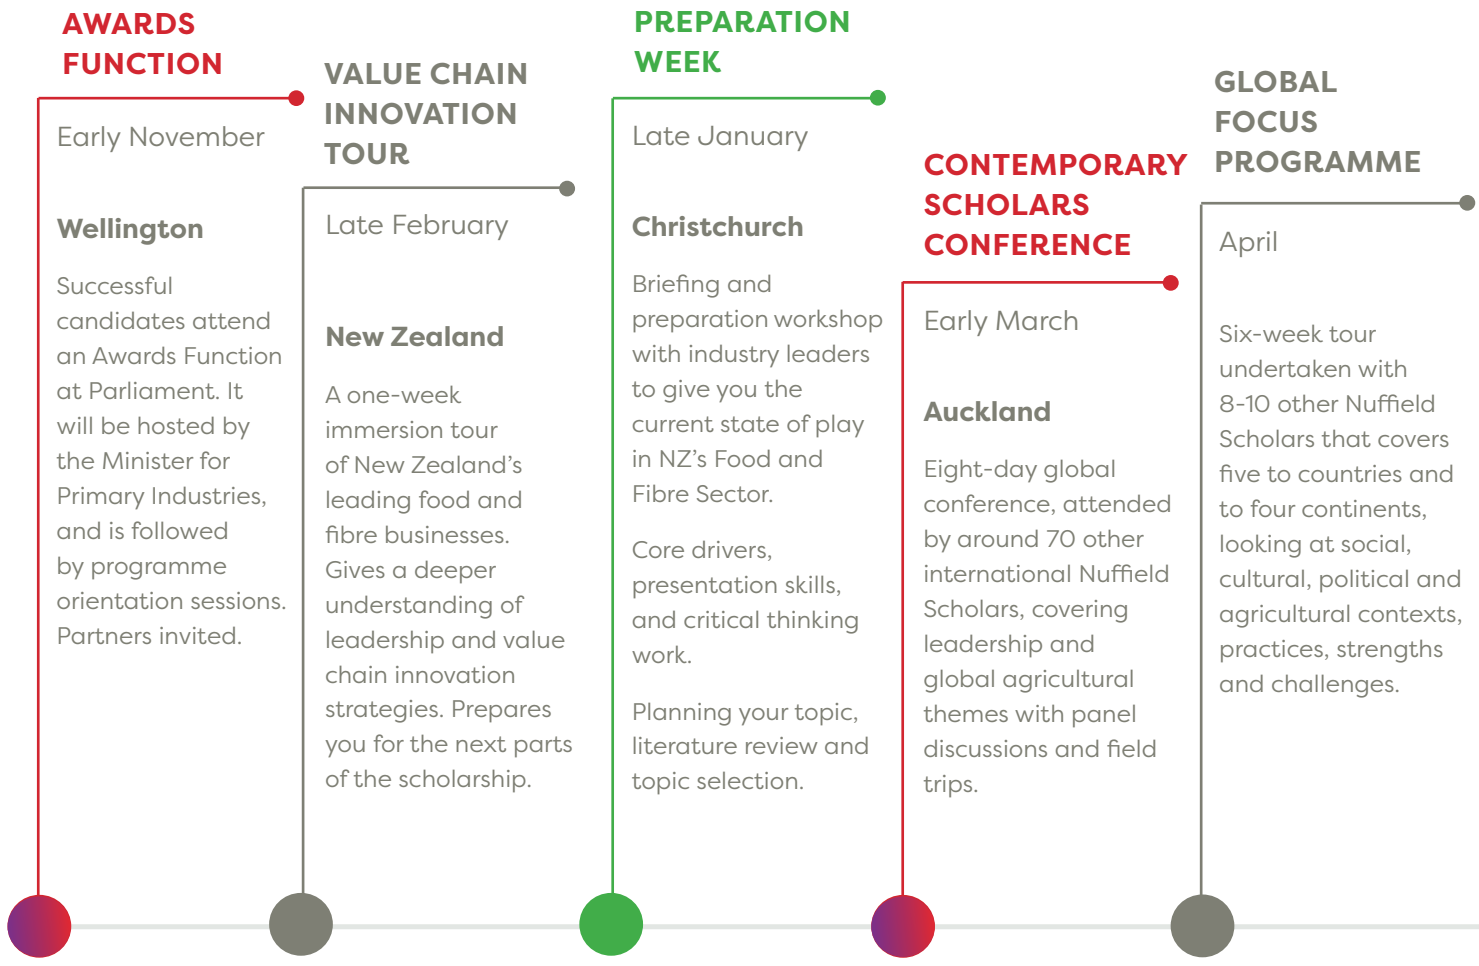 AWARDS
FUNCTION
Early November
Wellington
Successful
candidates attend
an Awards Function
at Parliament. It
will be hosted by
the Minister for
Primary Industries,
and is followed
by programme
orientation sessions.
Partners invited.
VALUE CHAIN
INNOVATION
TOUR
Late February
New Zealand
A one-week
immersion tour
of New Zealand’s
leading food and
fibre businesses.
Gives a deeper
understanding of
leadership and value
chain innovation
strategies. Prepares
you for the next parts
of the scholarship.
PREPARATION
WEEK
Late January
Christchurch
Briefing and
preparation workshop
with industry leaders
to give you the
current state of play
in NZ’s Food and
Fibre Sector.
Core drivers,
presentation skills,
and critical thinking
work.
Planning your topic,
literature review and
topic selection.
CONTEMPORARY
SCHOLARS
CONFERENCE
Early March
Auckland
Eight-day global
conference, attended
by around 70 other
international Nuffield
Scholars, covering
leadership and
global agricultural
themes with panel
discussions and field
trips.
GLOBAL
FOCUS
PROGRAMME
April
Six-week tour
undertaken with
8-10 other Nuffield
Scholars that covers
five to countries and
to four continents,
looking at social,
cultural, political and
agricultural contexts,
practices, strengths
and challenges.